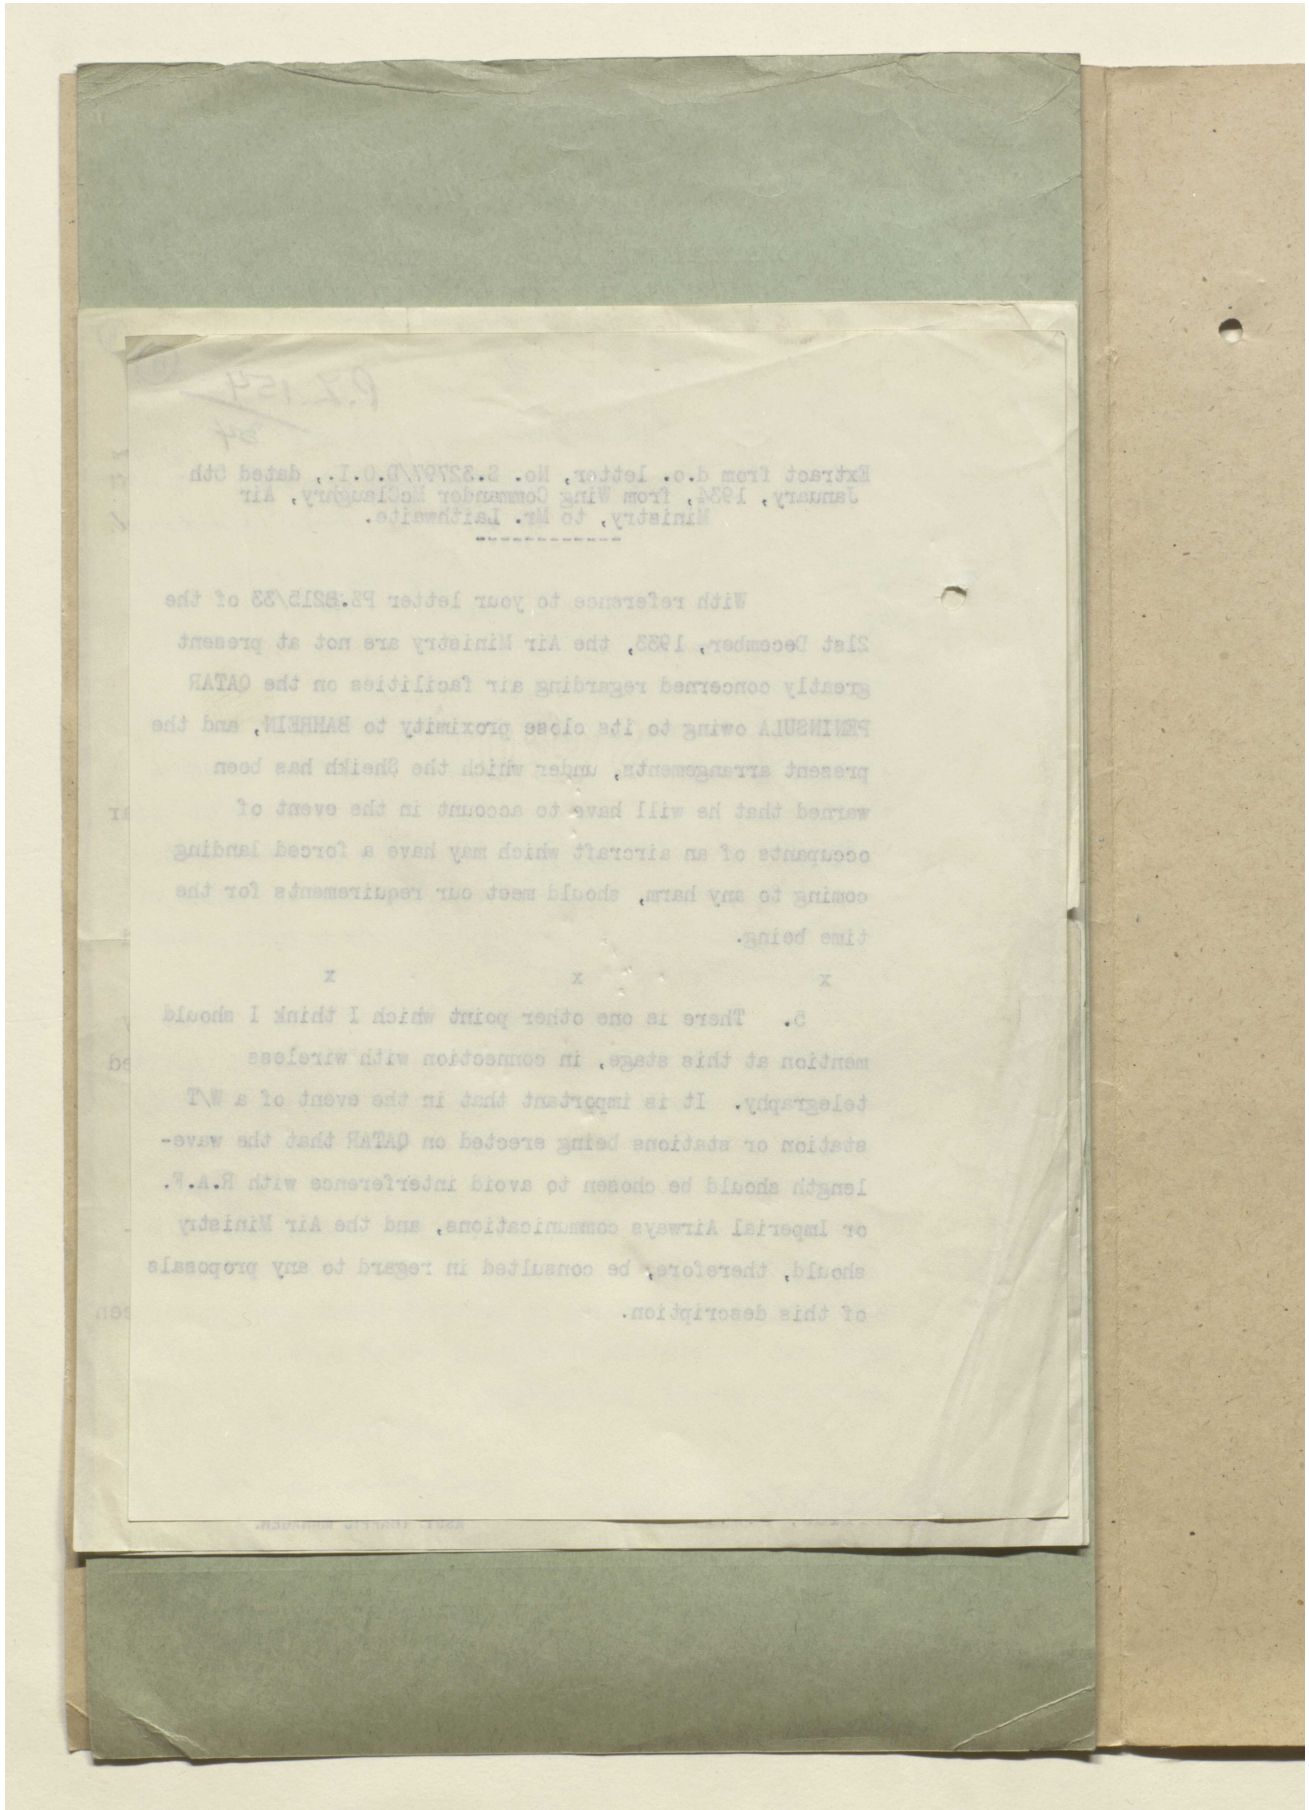 P.Z. 154
34
Extract from d.o. letter, No. S.32797/D.O.I., dated 5th
January, 1934, from Wing Commander McClaughry, Air
Ministry, to Mr. Laithwaite.
------------
With reference to your letter PZ.8215/33 of the
21st December, 1933, the Air Ministry are not at present
greatly concerned regarding air facilities on the QATAR
PENINSULA owing to its close proximity to BAHREIN, and the
present arrangements, under which the Sheikh has been
warned that he will have to account in the event of
occupants of an aircraft which may have a forced landing
coming to any harm, should meet our requirements for the
time being.
x x x
5. There is one other point which I think I should
mention at this stage, in connection with wireless
telegraphy. It is important that in the event of a W/T
station or stations being erected on QATAR that the wave-
length should be chosen to avoid interference with R.A.F.
or Imperial Airways communications, and the Air Ministry
should, therefore, be consulted in regard to any proposals
of this description.
ASST TRAFFIC MANAGER.